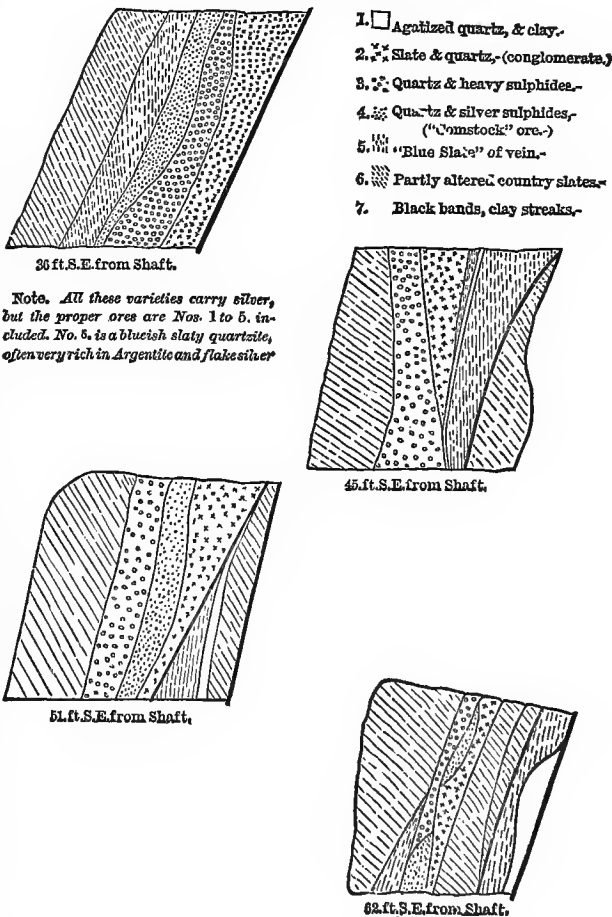 1. Agatized quartz, & clay.-
2. Slate & quartz,-(conglomerate.)
3. Quartz & heavy sulphides.-
4. Quartz & silver sulphides,-
("Comstock" ore.-)
5. "Blue Slate" of vein.-
6. Partly altered country slates.-
7. Black bands, clay streaks,-
36 ft.S.E. from Shaft.
Note. All these varieties carry silver,
but the proper ores are Nos. 1 to 5. in-
cluded. No. 5. is a blueish slaty quartzite,
often very rich in Argentite and flake silver
45.ft.S.E. from Shaft.
51.ft.S.E. from Shaft,
62.ft.S.E. from Shaft.